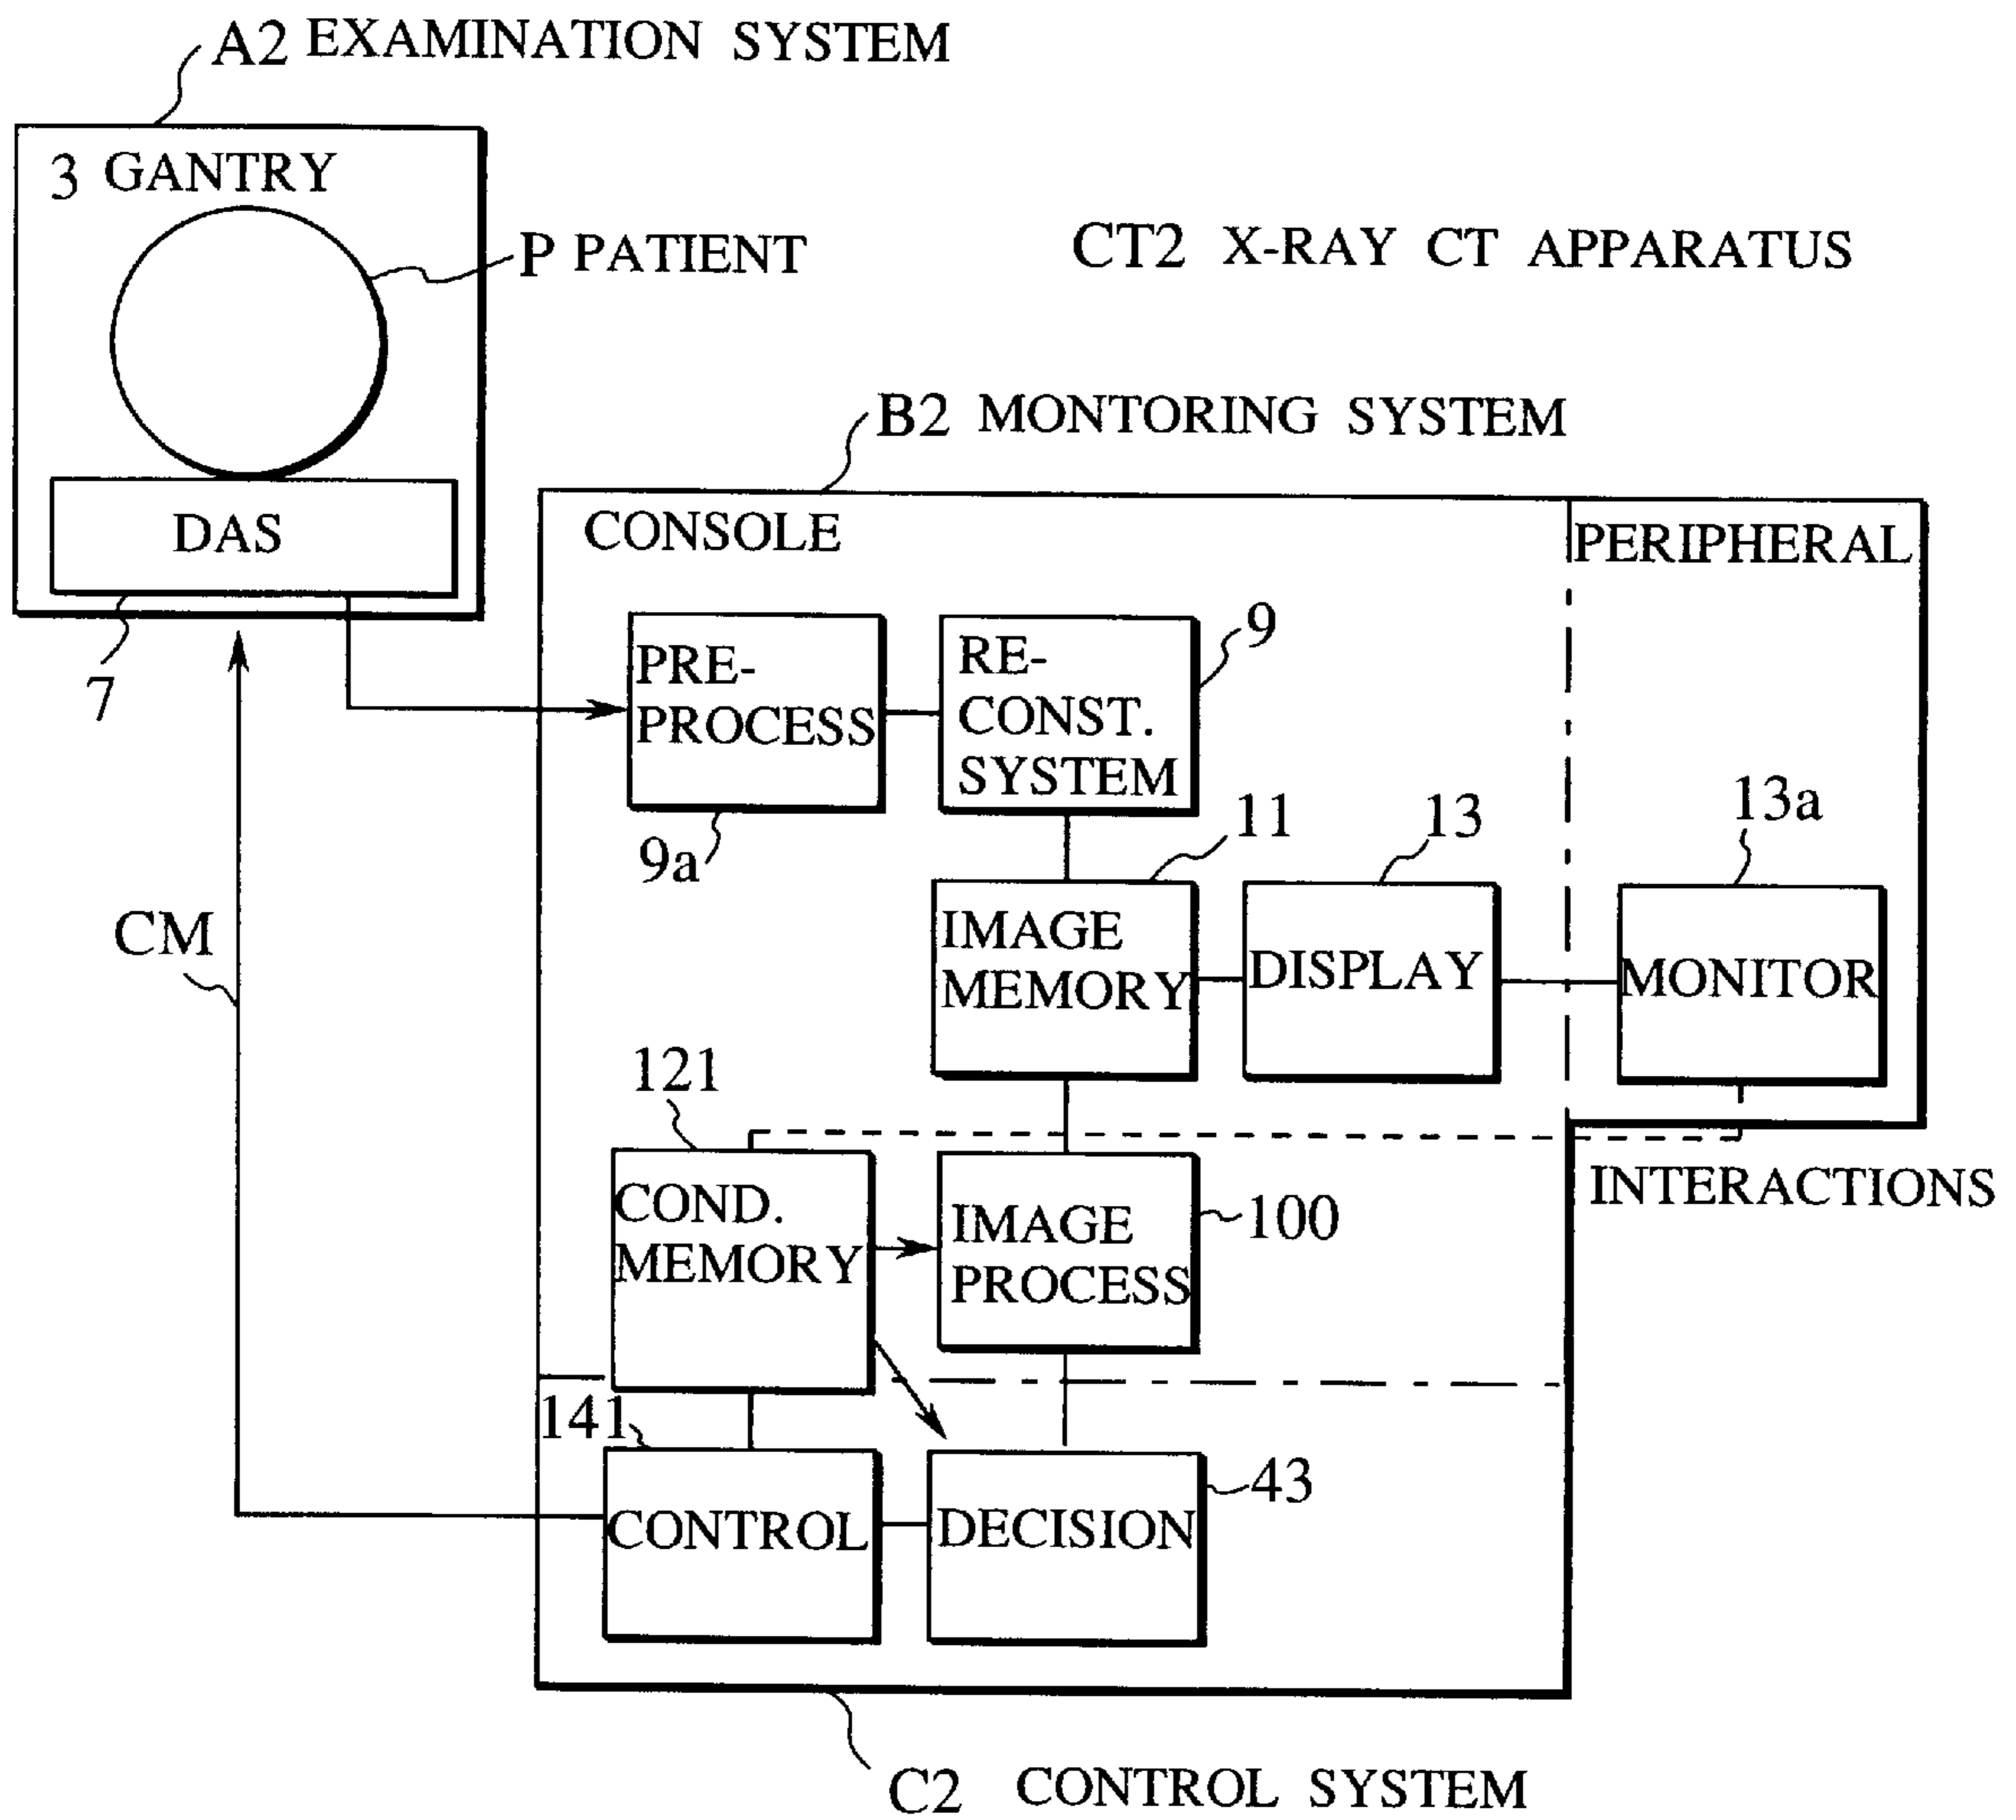 A2 EXAMINATION SYSTEM
3 GANTRY
P PATIENT
CT2 X-RAY CT APPARATUS
DAS
7
B2 MONTORING SYSTEM
CONSOLE
PERIPHERAL
PRE-
PROCESS
9a
RE-
CONST.
SYSTEM
9
11
13
13a
IMAGE
MEMORY
DISPLAY
MONITOR
CM
121
COND.
MEMORY
IMAGE
PROCESS
100
INTERACTIONS
141
CONTROL
DECISION
43
C2 CONTROL SYSTEM